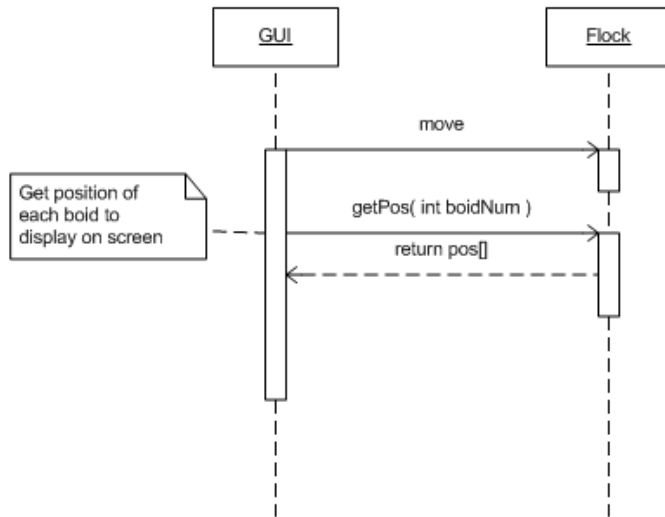 GUI
Flock
move
Get position of
each boid to
display on screen
getPos( int boidNum )
return pos[]